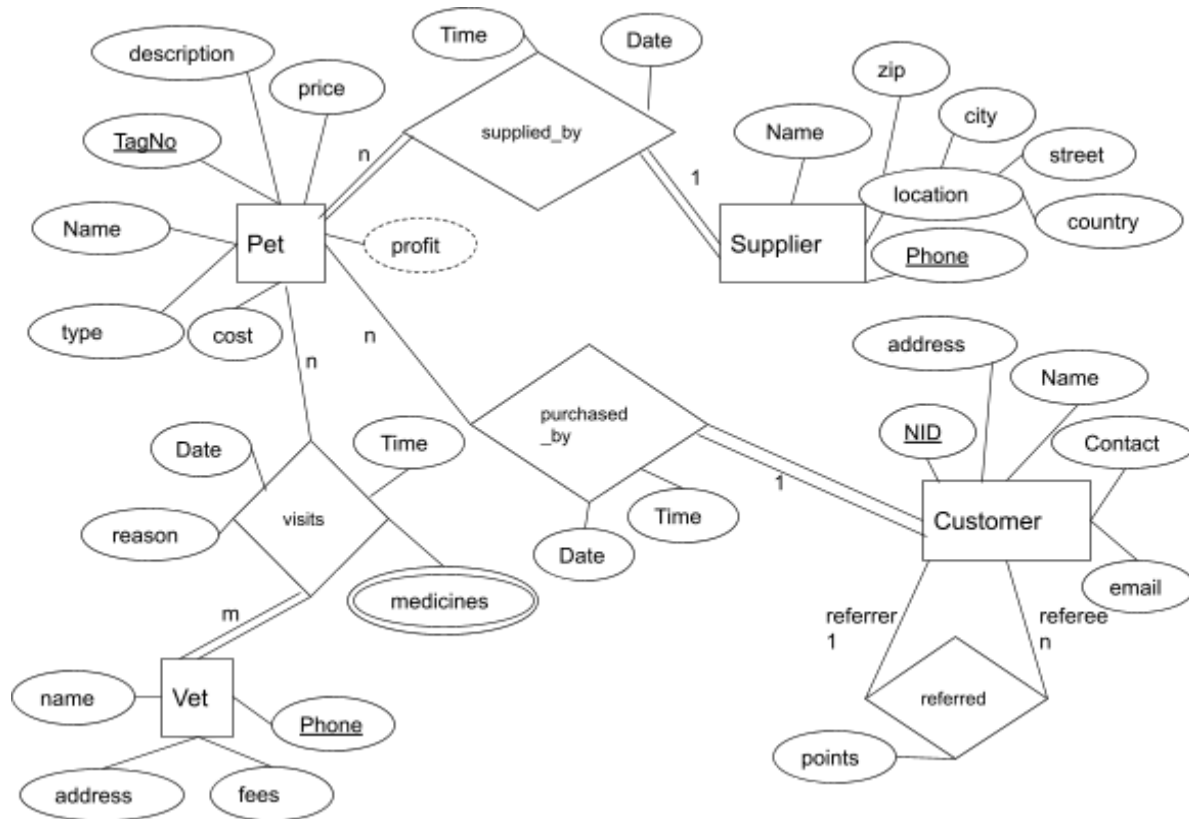 Time
Date
description
zip
price
city
Name
supplied_by
TagNo
street
n
1
location
country
Name
Pet
profit
Supplier
Phone
type
cost
n
n
address
Name
purchased
_by
Date
Time
NID
Contact
1
visits
Time
Customer
reason
Date
medicines
email
m
referrer
1
referee
n
name
Vet
Phone
referred
points
address
fees